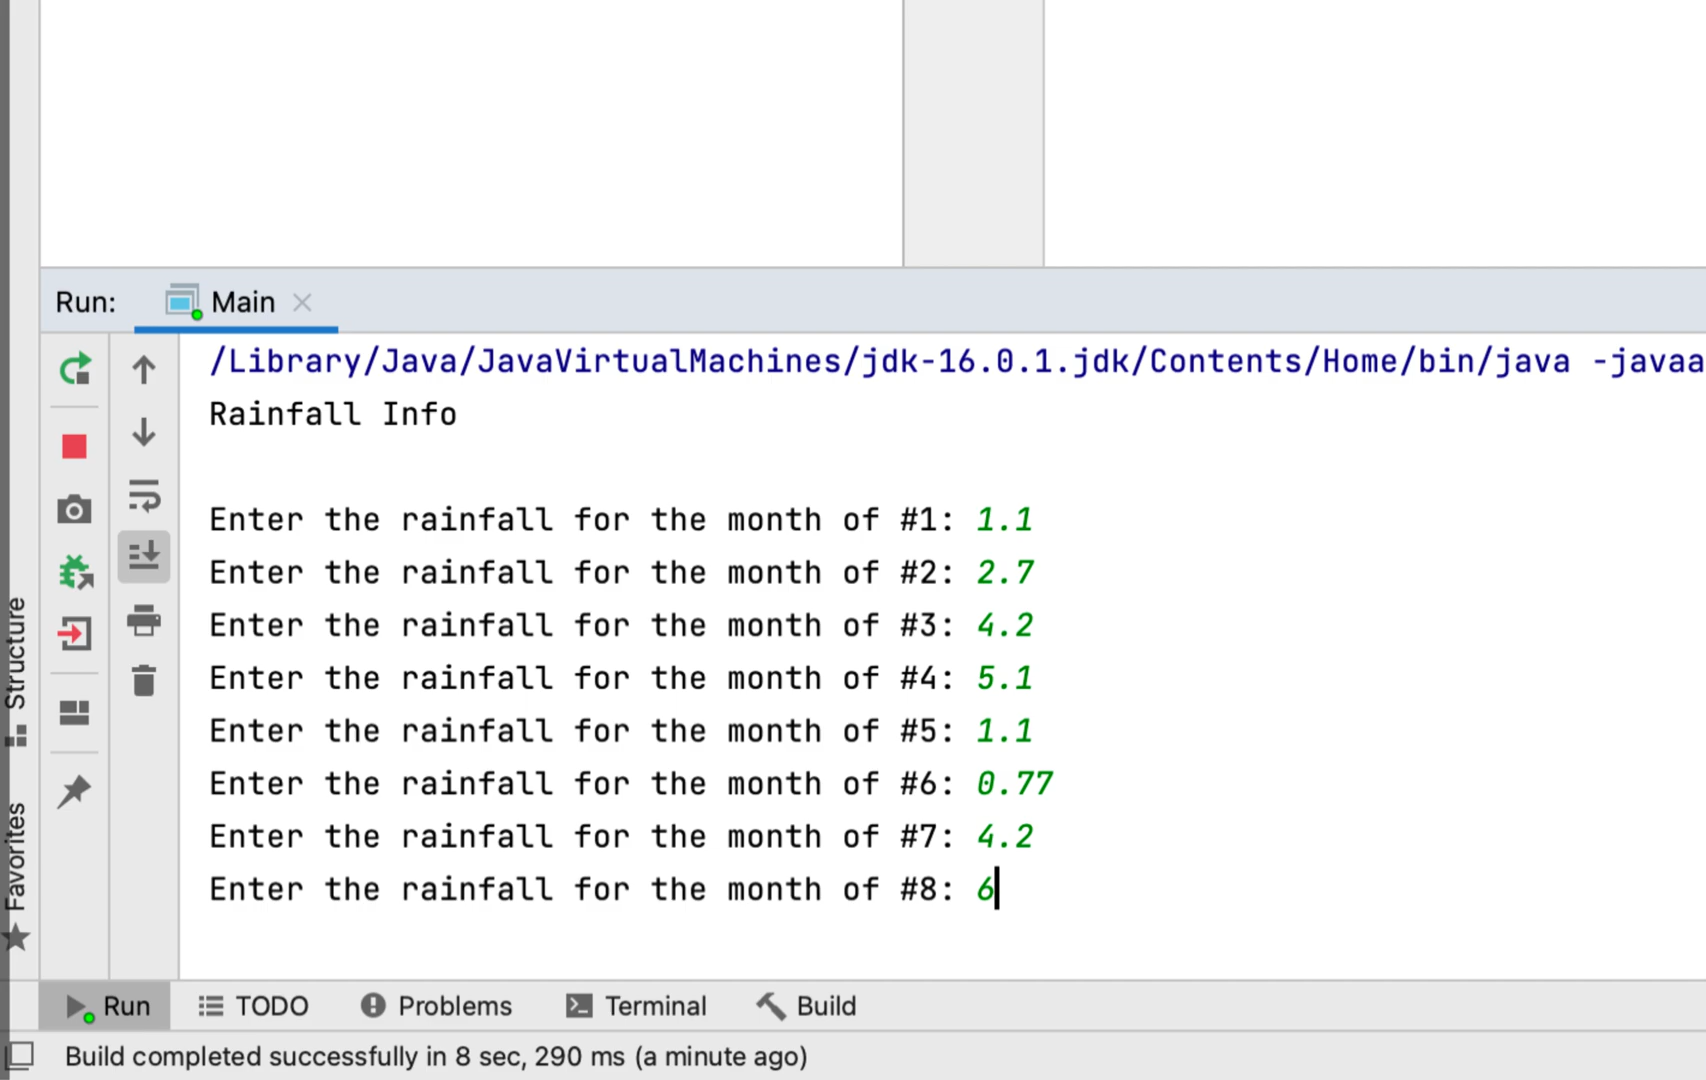 Run: Main
/Library/Java/JavaVirtualMachines/jdk-16.0.1.jdk/Contents/Home/bin/java -javaa
Rainfall Info
Enter the rainfall for the month of #1: 1.1
Enter the rainfall for the month of #2: 2.7
Enter the rainfall for the month of #3: 4.2
Enter the rainfall for the month of #4: 5.1
Enter the rainfall for the month of #5: 1.1
Enter the rainfall for the month of #6: 0.77
Enter the rainfall for the month of #7: 4.2
Enter the rainfall for the month of #8: 6
Structure
Favorites
Run TODO Problems Terminal Build
Build completed successfully in 8 sec, 290 ms (a minute ago)